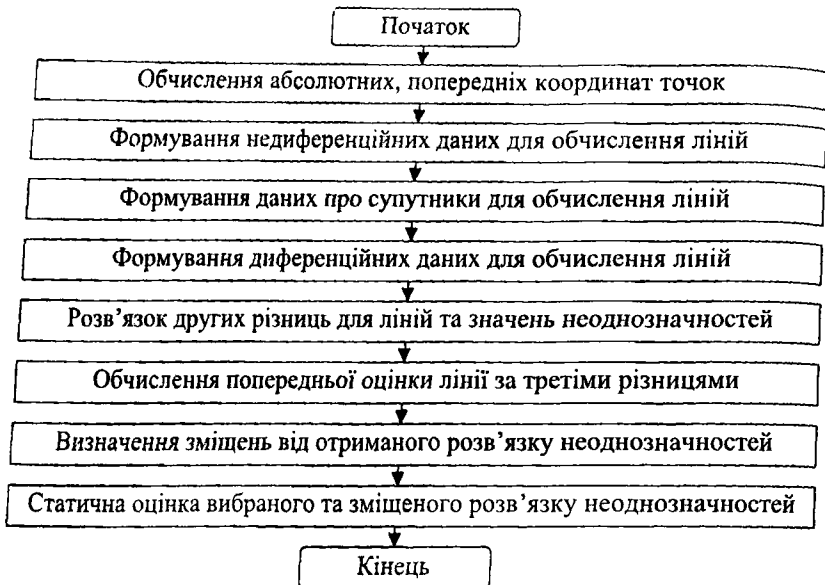 Початок
Обчислення абсолютних, попередніх координат точок
Формування недиференційних даних для обчислення ліній
Формування даних про супутники для обчислення ліній
Формування диференційних даних для обчислення ліній
Розв'язок других різниць для ліній та значень неоднозначностей
Обчислення попередньої оцінки лінії за третіми різницями
Визначення зміщень від отриманого розв'язку неоднозначностей
Статична оцінка вибраного та зміщеного розв'язку неоднозначностей
Кінець